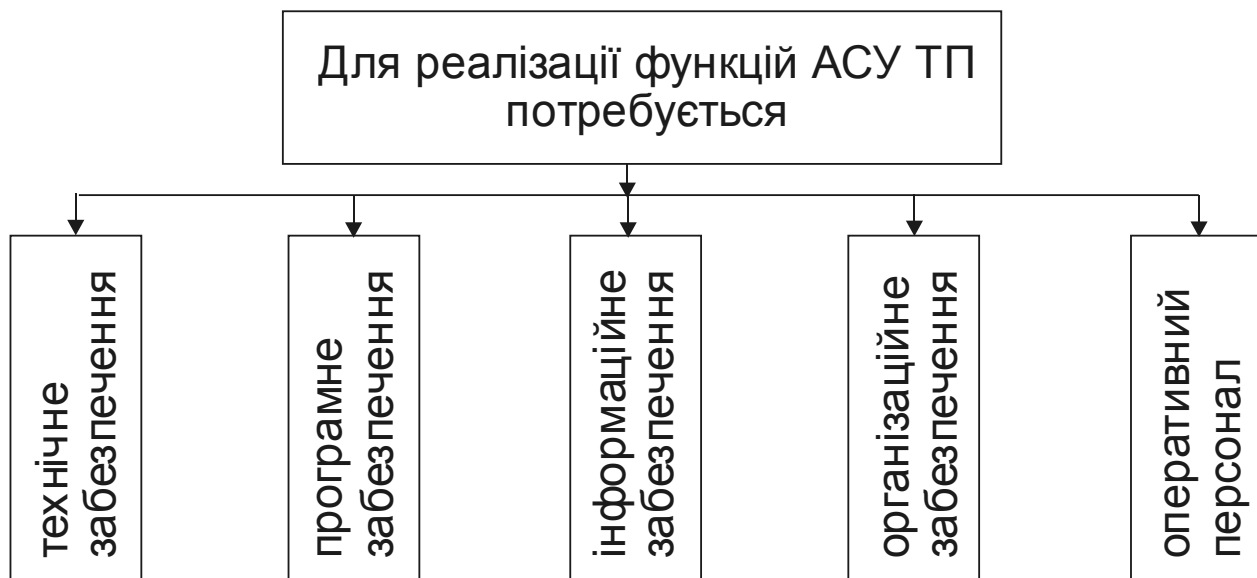 Для реалізації функцій АСУ ТП
потребується
технічне
забезпечення
програмне
забезпечення
інформаційне
забезпечення
організаційне
забезпечення
оперативний
персонал